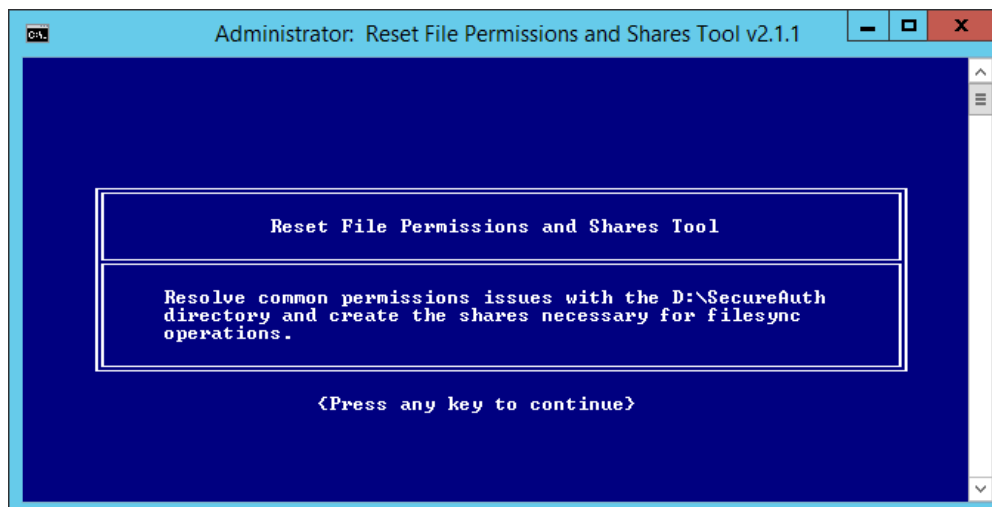 Administrator: Reset File Permissions and Shares Tool v2.1.1
Reset File Permissions and Shares Tool
Resolve common permissions issues with the D:\SecureAuth
directory and create the shares necessary for filesync
operations.
{Press any key to continue}